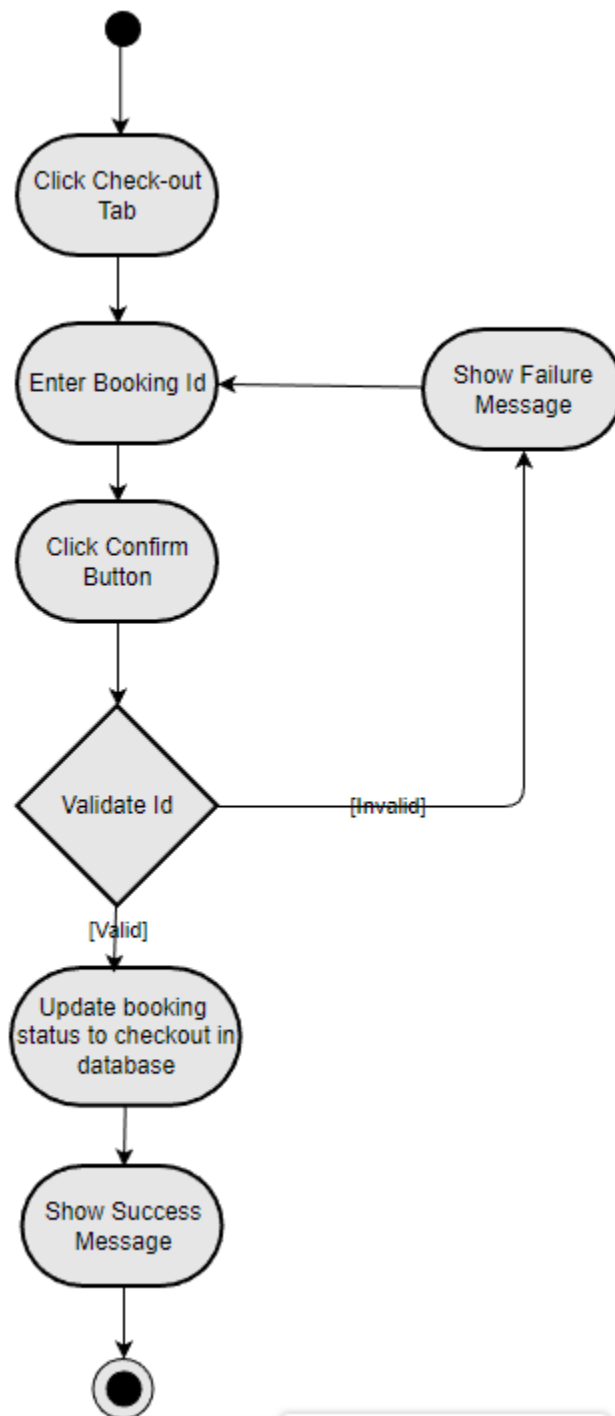 Click Check-out
Tab
Enter Booking Id
Show Failure
Message
Click Confirm
Button
Validate Id
[Invalid]
[Valid]
Update booking
status to checkout in
database
Show Success
Message